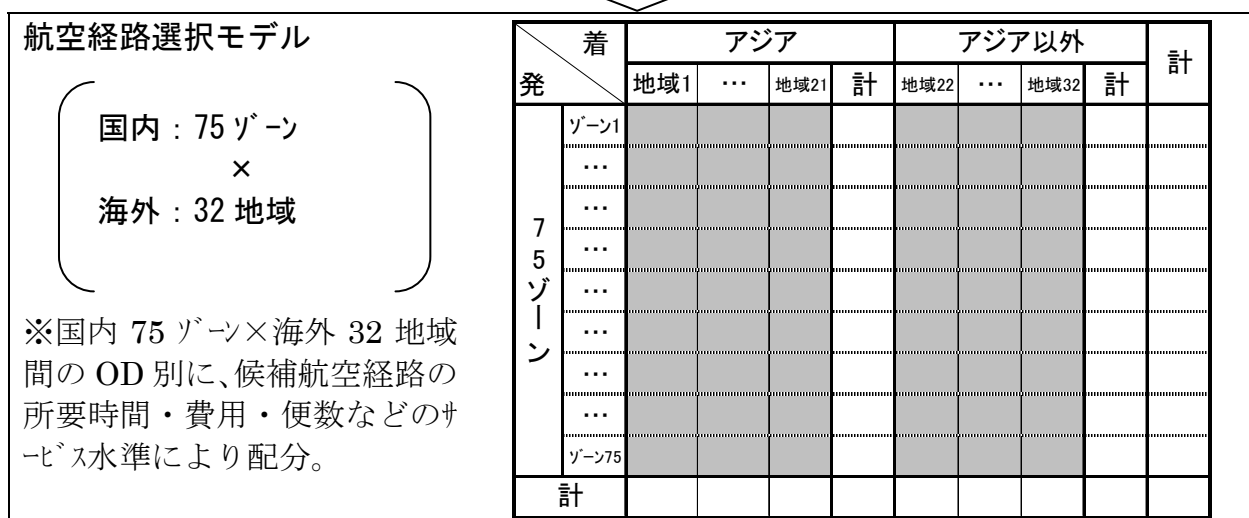 航空経路選択モデル
国内：75 ｿﾞｰﾝ
×
海外：32 地域
※国内 75 ｿﾞｰﾝ×海外 32 地域
間の OD 別に、候補航空経路の
所要時間・費用・便数などのｻ
ｰﾋﾞｽ水準により配分。
着 アジア アジア以外 計
発 地域1 … 地域21 計 地域22 … 地域32 計
75ゾーン
ｿﾞｰﾝ1
…
…
…
…
…
…
…
ｿﾞｰﾝ75
計